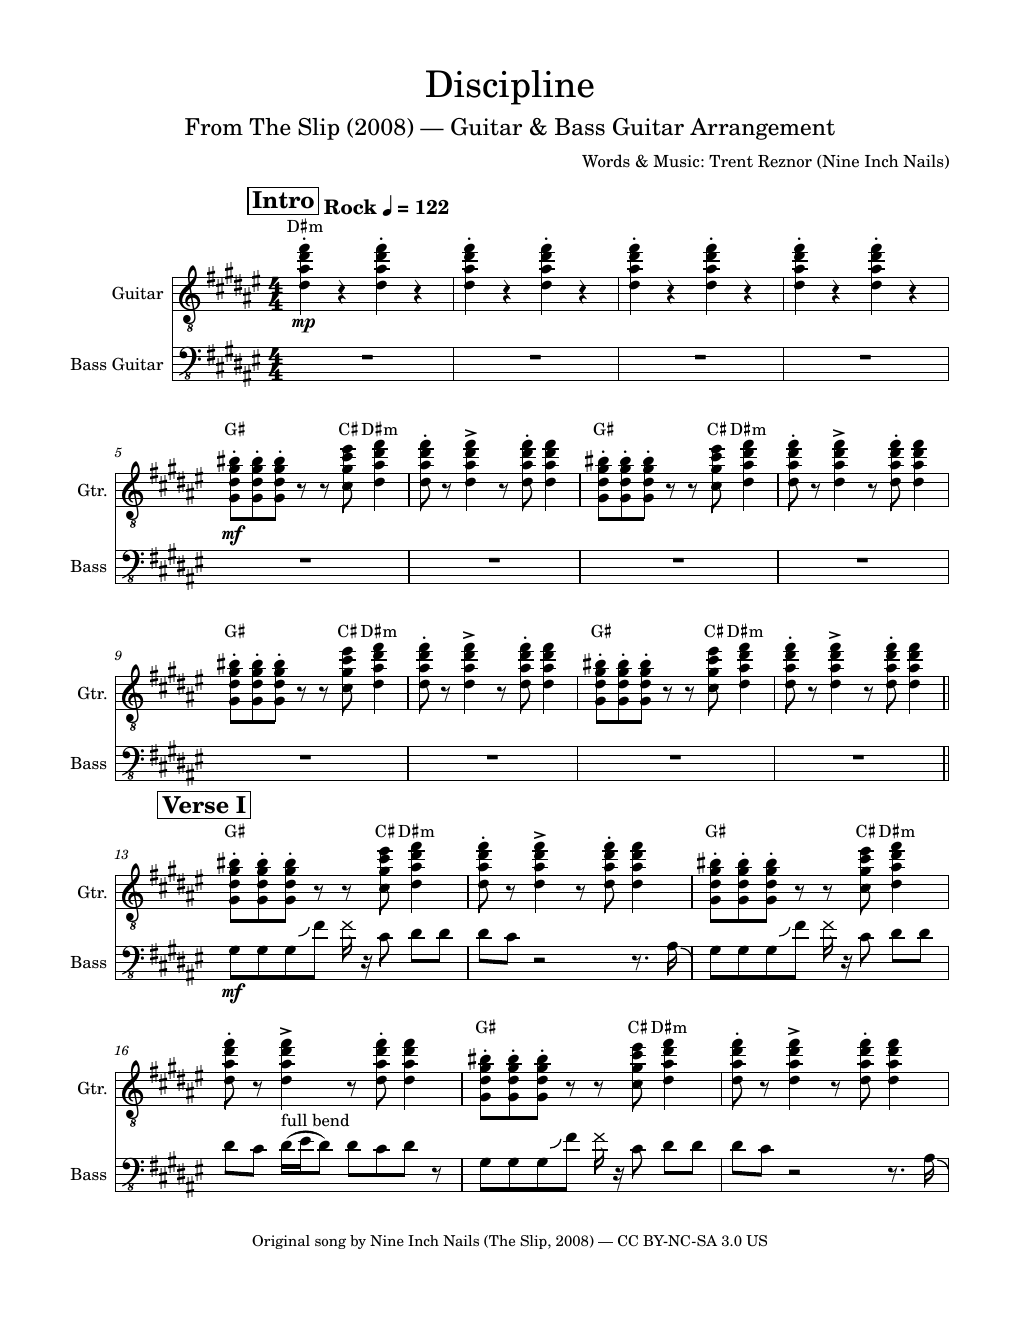 Discipline
From The Slip (2008) — Guitar & Bass Guitar Arrangement
Words & Music: Trent Reznor (Nine Inch Nails)
Intro Rock ♩ = 122
D♯m
Guitar
mp
Bass Guitar
G♯ C♯ D♯m G♯ C♯ D♯m
5
Gtr.
mf
Bass
G♯ C♯ D♯m G♯ C♯ D♯m
9
Gtr.
Bass
Verse I
G♯ C♯ D♯m G♯ C♯ D♯m
13
Gtr.
Bass
mf
G♯ C♯ D♯m
16
Gtr.
full bend
Bass
Original song by Nine Inch Nails (The Slip, 2008) — CC BY-NC-SA 3.0 US